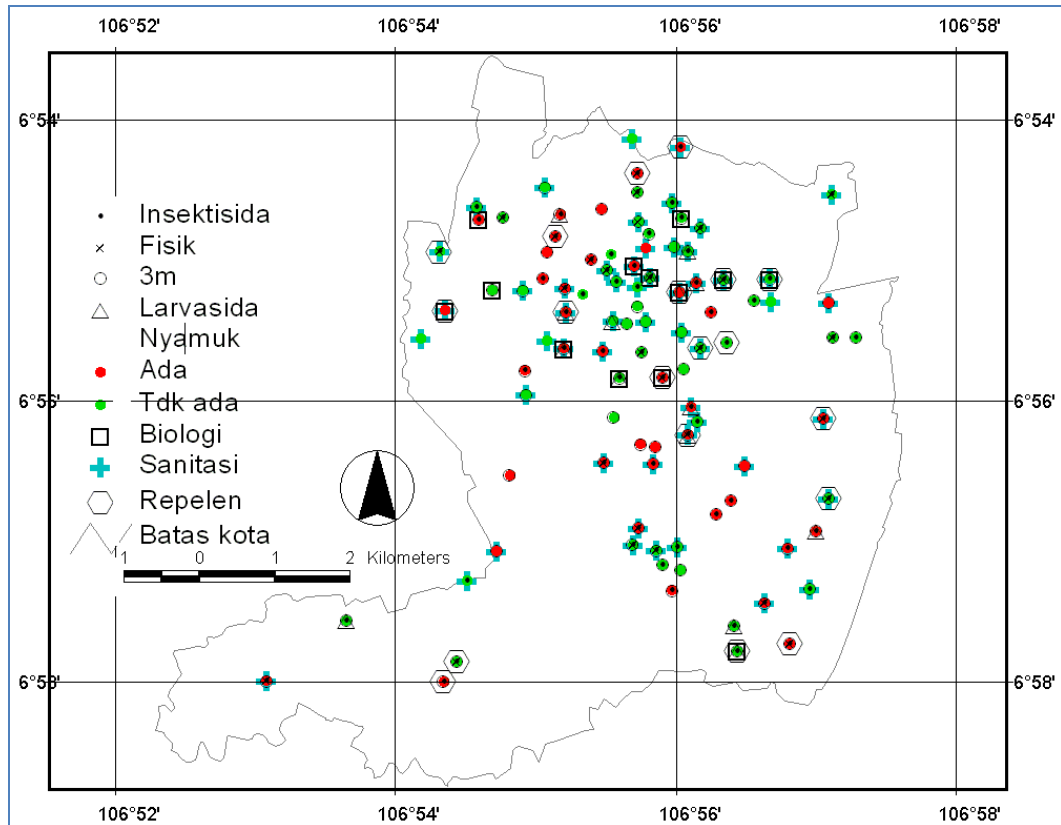 106°52' 106°54' 106°56' 106°58'
6°54' 6°54'
Insektisida
Fisik
3m
Larvasida
Nyamuk
Ada
Tdk ada
6°56' 6°56'
Biologi
Sanitasi
Repelen
Batas kota
1 0 1 2 Kilometers
6°58' 6°58'
106°52' 106°54' 106°56' 106°58'